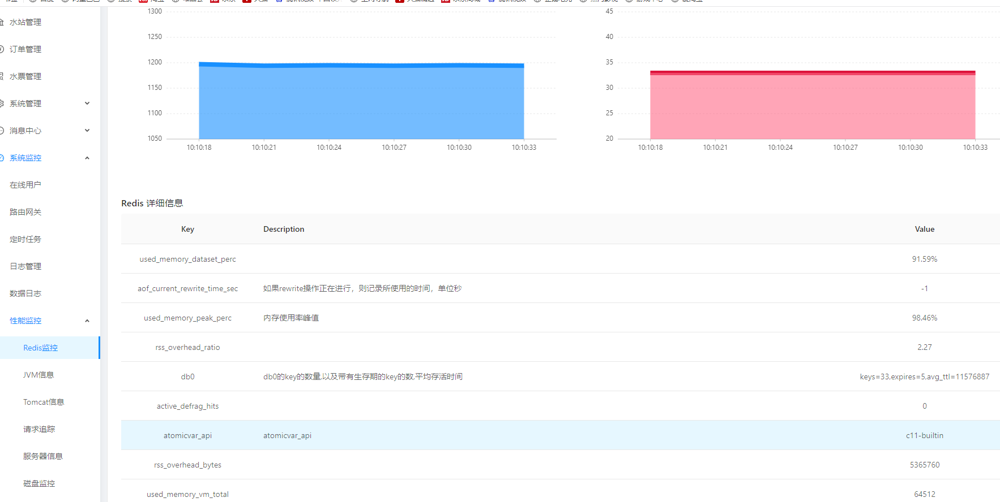 1300
1250
1200
1150
1100
1050
10:10:18 10:10:21 10:10:24 10:10:27 10:10:30 10:10:33
45
40
35
30
25
20
10:10:18 10:10:21 10:10:24 10:10:27 10:10:30 10:10:33
水站管理
订单管理
水票管理
系统管理
消息中心
系统监控
在线用户
路由网关
定时任务
日志管理
数据日志
性能监控
Redis监控
JVM信息
Tomcat信息
请求追踪
服务器信息
磁盘监控
Redis 详细信息
Key Description Value
used_memory_dataset_perc 91.59%
aof_current_rewrite_time_sec 如果rewrite操作正在进行，则记录所使用的时间，单位秒 -1
used_memory_peak_perc 内存使用率峰值 98.46%
rss_overhead_ratio 2.27
db0 db0的key的数量,以及带有生存期的key的数,平均存活时间 keys=33,expires=5,avg_ttl=11576887
active_defrag_hits 0
atomicvar_api atomicvar_api c11-builtin
rss_overhead_bytes 5365760
used_memory_vm_total 64512